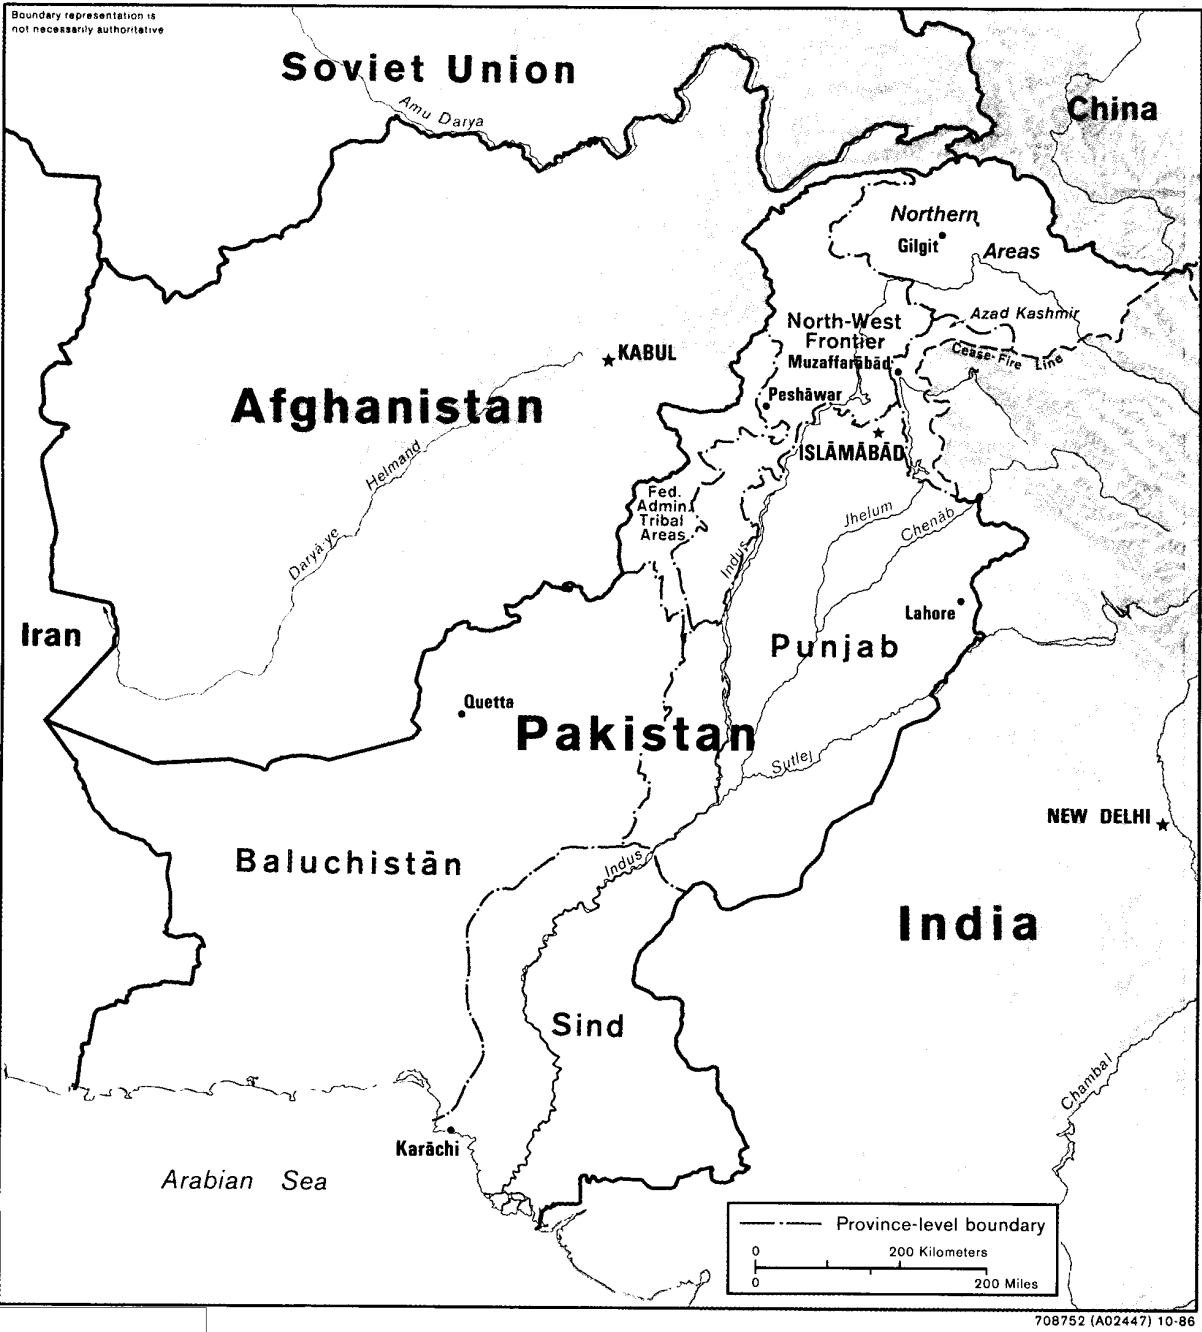 Boundary representation is
not necessarily authoritative
Soviet Union
Amu Darya
China
Northern
Gilgit
Areas
Azad Kashmir
North-West
Frontier
Cease-Fire Line
KABUL
Muzaffarābād
Afghanistan
Peshāwar
ISLĀMĀBĀD
Helmand
Fed.
Admin.
Tribal
Areas
Jhelum
Chenāb
Daryā-ye
Indus
Lahore
Iran
Punjab
Quetta
Pakistan
Sutlej
NEW DELHI
Baluchistān
Indus
India
Sind
Chambal
Karāchi
Arabian Sea
Province-level boundary
0 200 Kilometers
0 200 Miles
708752 (A02447) 10-86